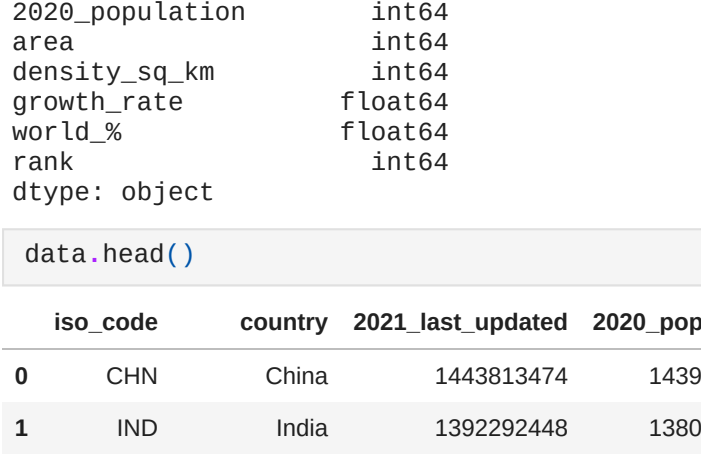 2020_population int64
area int64
density_sq_km int64
growth_rate float64
world_% float64
rank int64
dtype: object
data.head()
iso_code country 2021_last_updated 2020_pop
0 CHN China 1443813474 1439
1 IND India 1392292448 1380